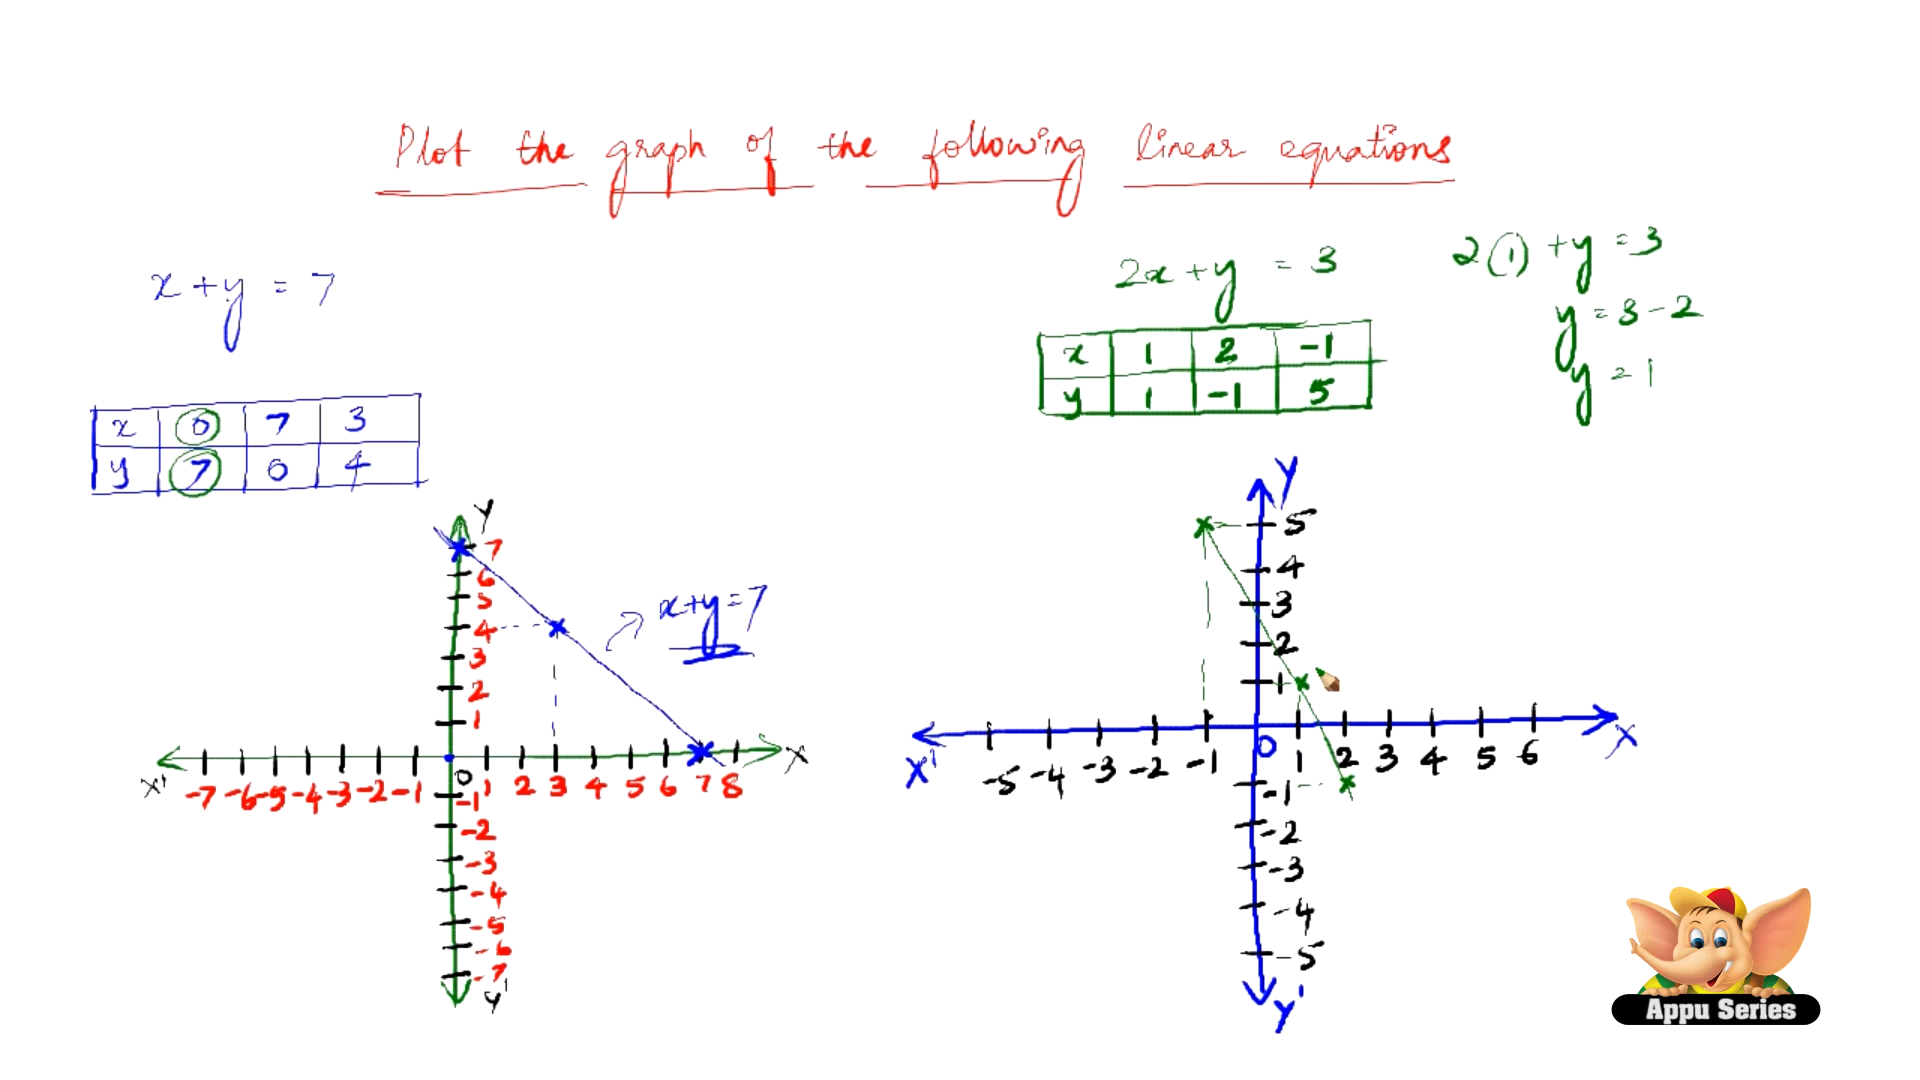 Plot the graph of the following linear equations
x + y = 7
x 0 7 3
y 7 0 4
2x + y = 3
x 1 2 -1
y 1 -1 5
2(1) + y = 3
y = 3 - 2
y = 1
Y
7
6
5
4
3
2
1
x+y=7
X' -7 -6 -5 -4 -3 -2 -1 0 1 2 3 4 5 6 7 8 X
-1
-2
-3
-4
-5
-6
-7
Y'
Y
5
4
3
2
1
X' -5 -4 -3 -2 -1 0 1 2 3 4 5 6 X
-1
-2
-3
-4
-5
Y'
Appu Series